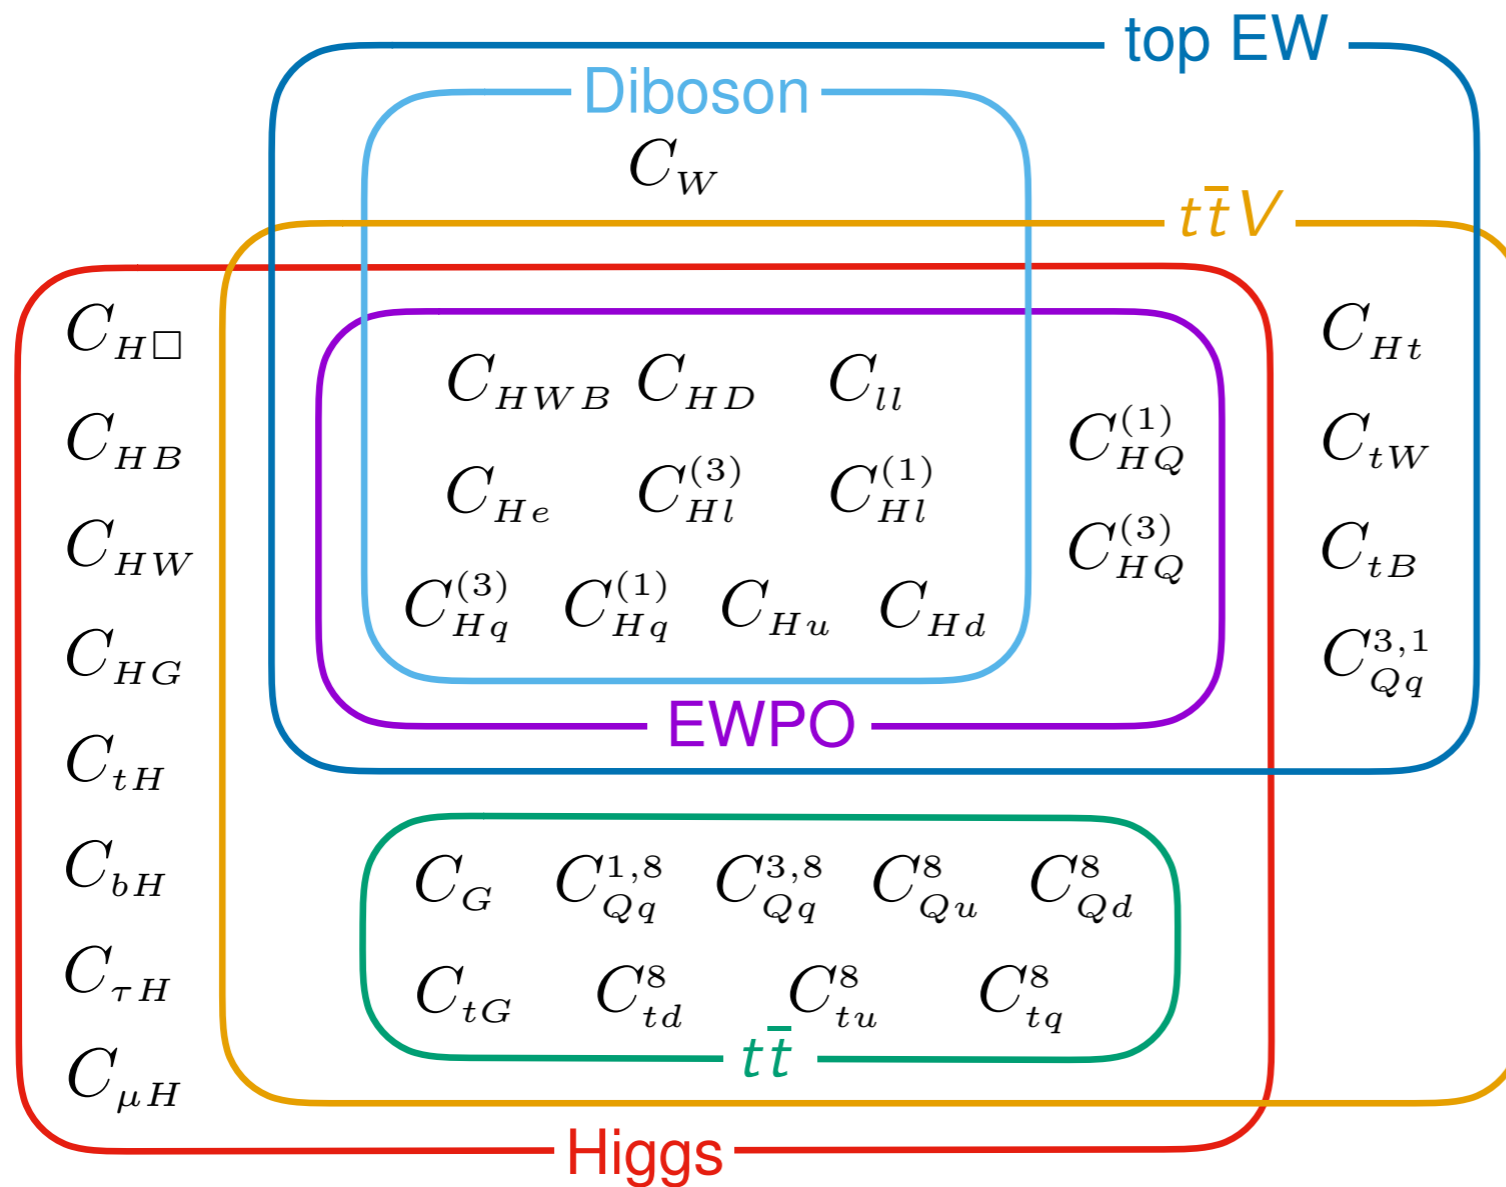 top EW
Diboson
C_W
tt̄V
C_{H□}
C_{HB}
C_{HW}
C_{HG}
C_{tH}
C_{bH}
C_{τH}
C_{μH}
C_{HWB} C_{HD} C_{ll}
C_{He} C_{Hl}^{(3)} C_{Hl}^{(1)}
C_{Hq}^{(3)} C_{Hq}^{(1)} C_{Hu} C_{Hd}
C_{HQ}^{(1)}
C_{HQ}^{(3)}
C_{Ht}
C_{tW}
C_{tB}
C_{Qq}^{3,1}
EWPO
C_G C_{Qq}^{1,8} C_{Qq}^{3,8} C_{Qu}^{8} C_{Qd}^{8}
C_{tG} C_{td}^{8} C_{tu}^{8} C_{tq}^{8}
tt̄
Higgs